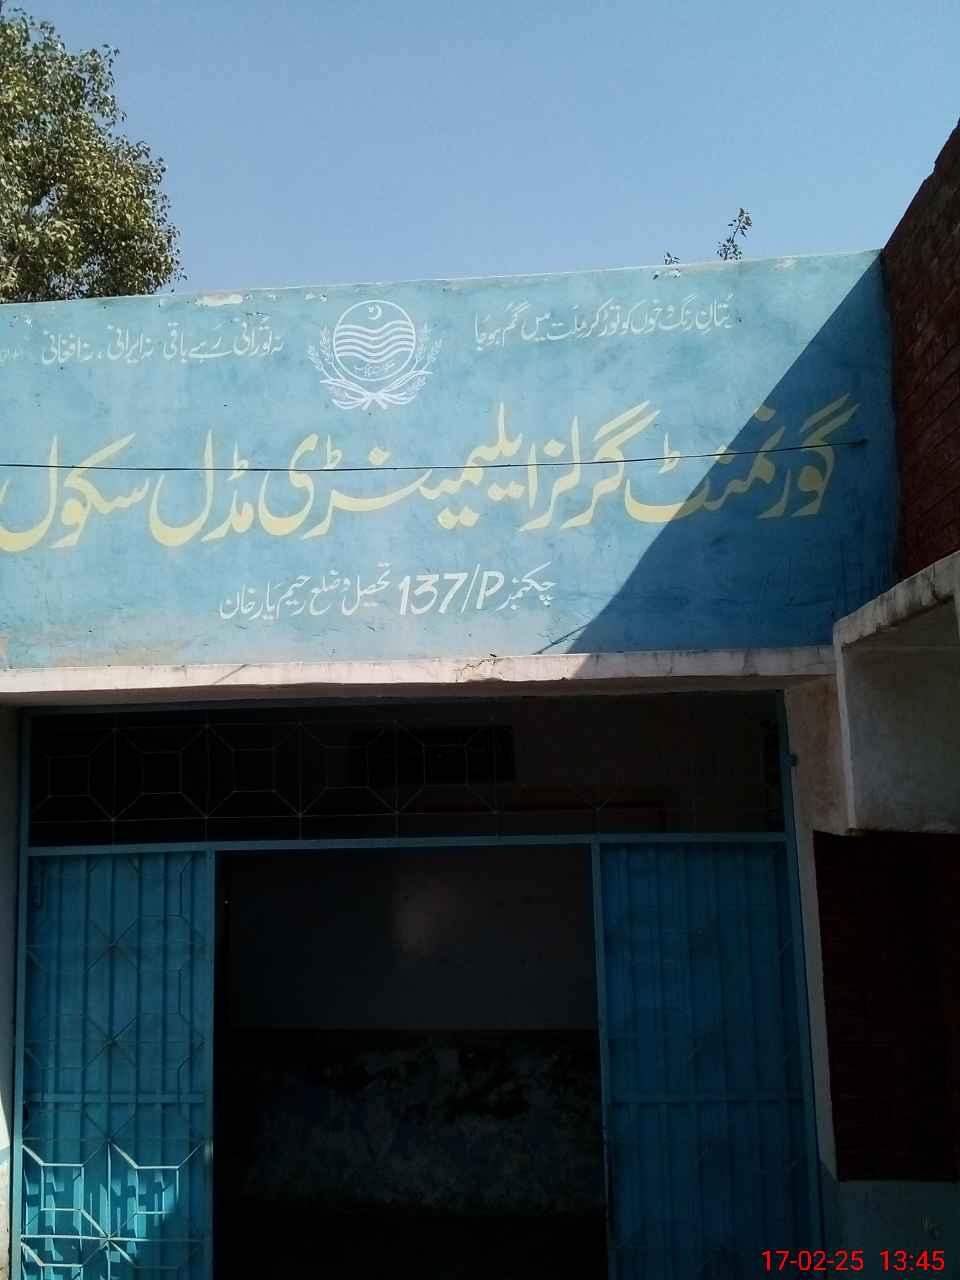 بتانِ رنگ و خوں کو توڑ کر ملت میں گم ہو جا
نہ تورانی رہے باقی نہ ایرانی، نہ افغانی
گورنمنٹ گرلز ایلیمینٹری مڈل سکول
چک نمبر 137/P تحصیل و ضلع رحیم یار خان
17-02-25 13:45